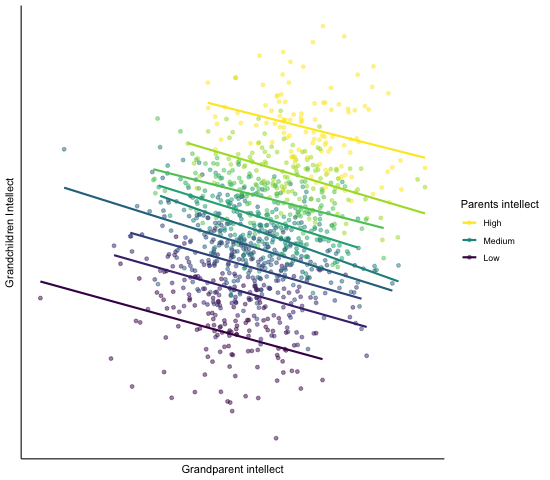 Grandchildren Intellect
Grandparent intellect
Parents intellect
High
Medium
Low